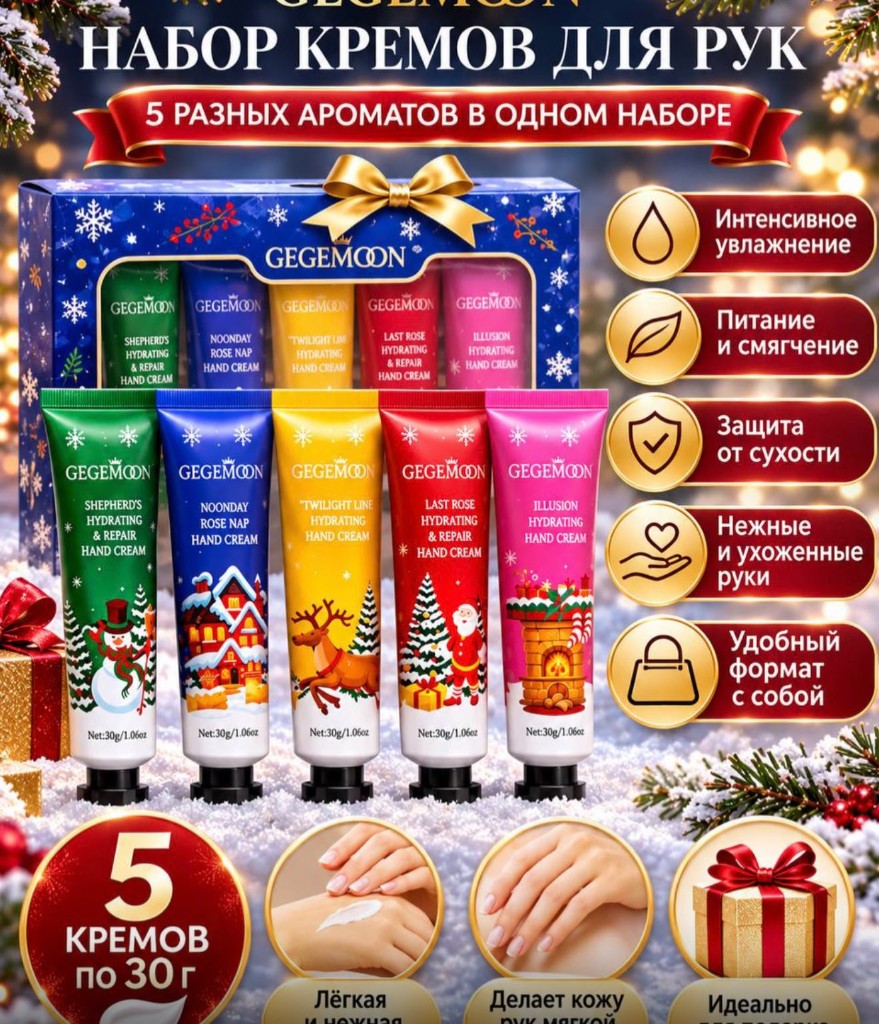 GEGEMOON
НАБОР КРЕМОВ ДЛЯ РУК
5 РАЗНЫХ АРОМАТОВ В ОДНОМ НАБОРЕ
GEGEMOON
GEGEMOON
SHEPHERD'S
HYDRATING
& REPAIR
HAND CREAM
GEGEMOON
NOONDAY
ROSE NAP
HAND CREAM
GEGEMOON
"TWILIGHT LINE
HYDRATING
HAND CREAM
GEGEMOON
LAST ROSE
HYDRATING
& REPAIR
HAND CREAM
GEGEMOON
ILLUSION
HYDRATING
HAND CREAM
GEGEMOON
SHEPHERD'S
HYDRATING
& REPAIR
HAND CREAM
Net:30g/1.06oz
GEGEMOON
NOONDAY
ROSE NAP
HAND CREAM
Net:30g/1.06oz
GEGEMOON
"TWILIGHT LINE
HYDRATING
HAND CREAM
Net:30g/1.06oz
GEGEMOON
LAST ROSE
HYDRATING
& REPAIR
HAND CREAM
Net:30g/1.06oz
GEGEMOON
ILLUSION
HYDRATING
HAND CREAM
Net:30g/1.06oz
Интенсивное
увлажнение
Питание
и смягчение
Защита
от сухости
Нежные
и ухоженные
руки
Удобный
формат
с собой
5
КРЕМОВ
по 30 г
Лёгкая
и нежная
Делает кожу
рук мягкой
Идеально